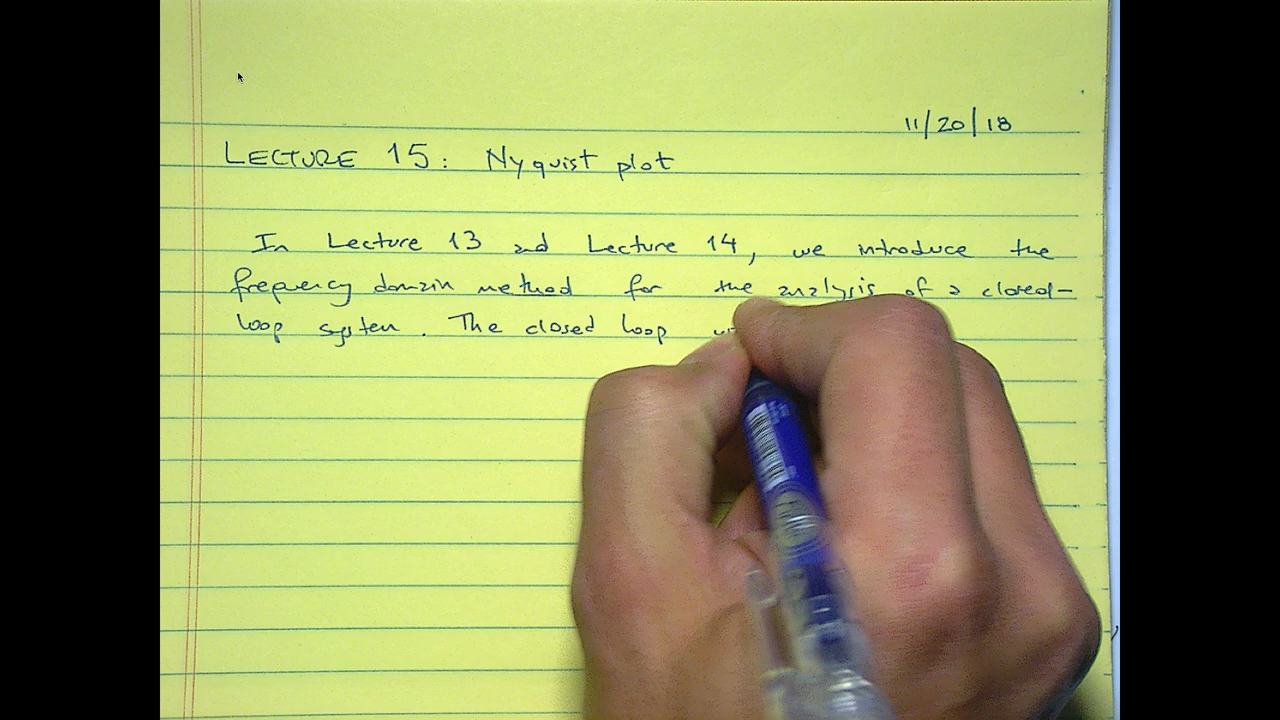 11/20/18
LECTURE 15: Nyquist plot
In Lecture 13 and Lecture 14, we introduce the
frequency domain method for the analysis of a closed-
loop system. The closed loop